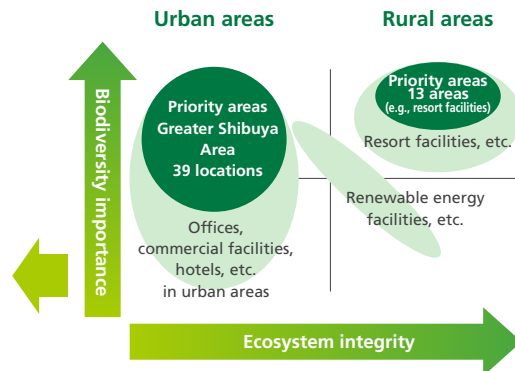 Urban areas
Rural areas
Biodiversity importance
Priority areas
Greater Shibuya
Area
39 locations
Offices,
commercial facilities,
hotels, etc.
in urban areas
Priority areas
13 areas
(e.g., resort facilities)
Resort facilities, etc.
Renewable energy
facilities, etc.
Ecosystem integrity